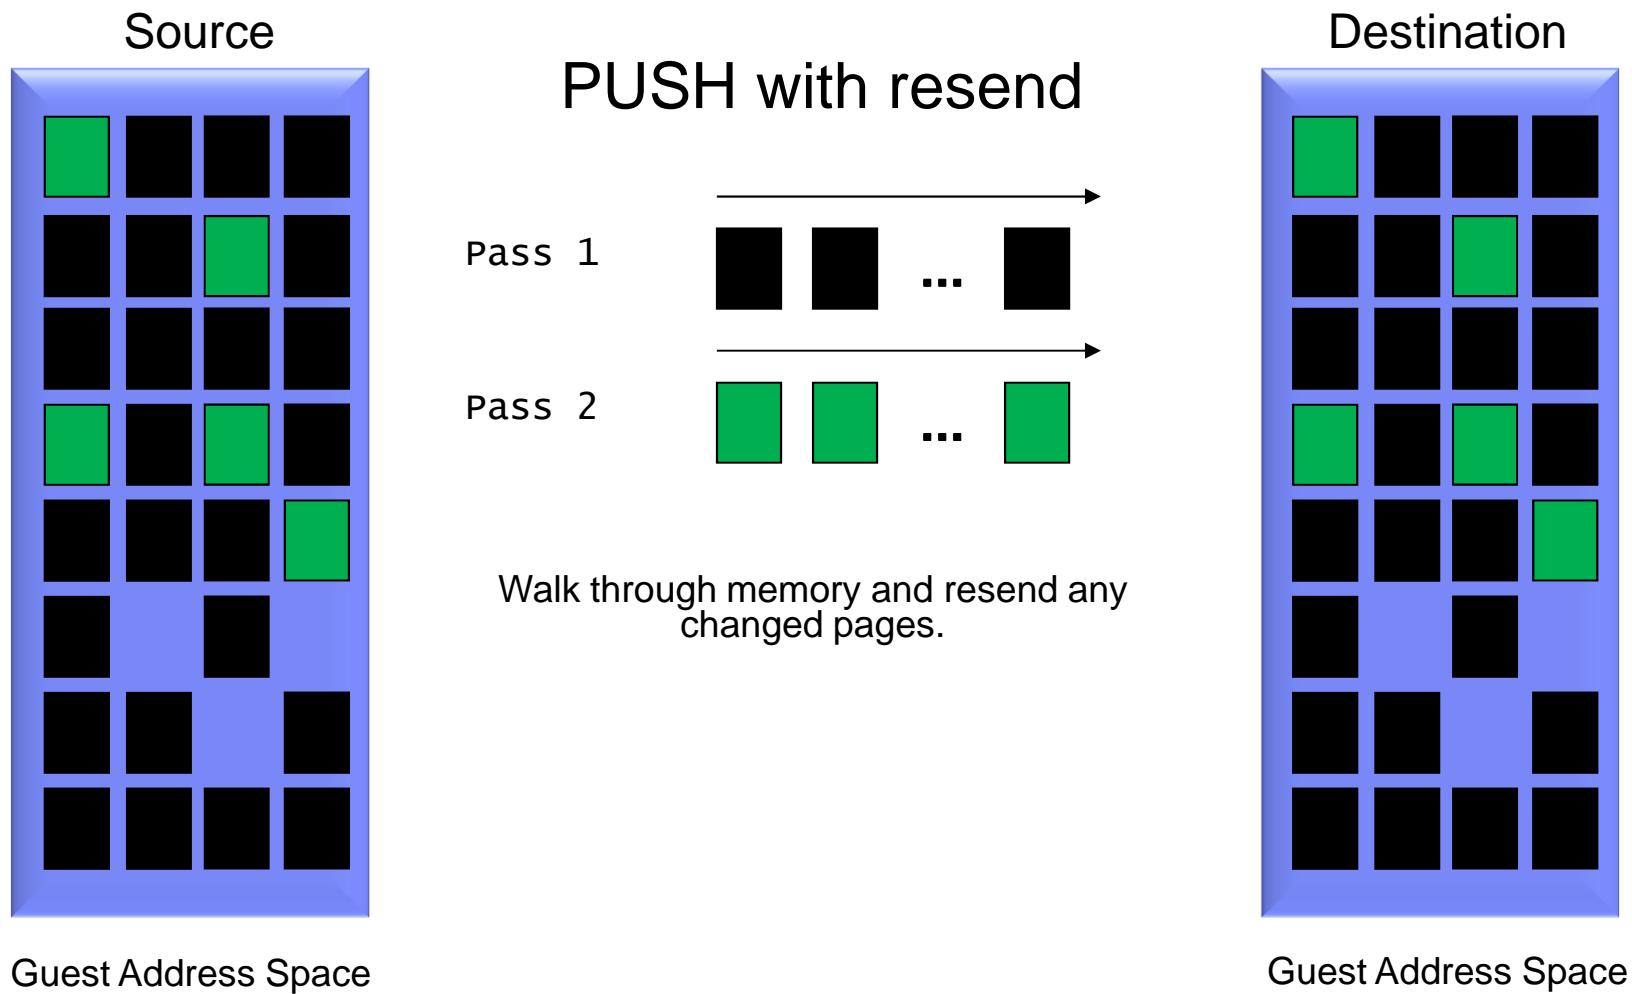 Source
Destination
PUSH with resend
Pass 1
...
Pass 2
...
Walk through memory and resend any
changed pages.
Guest Address Space
Guest Address Space